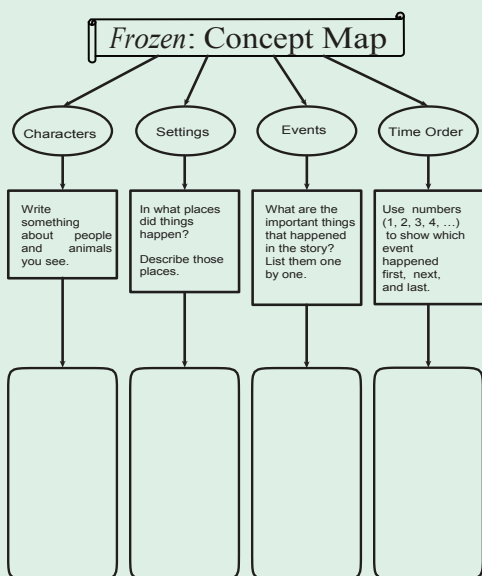 Frozen: Concept Map
Characters
Settings
Events
Time Order
Write
something
about people
and animals
you see.
In what places
did things
happen?
Describe those
places.
What are the
important things
that happened
in the story?
List them one
by one.
Use numbers
(1, 2, 3, 4, …)
to show which
event
happened
first, next,
and last.